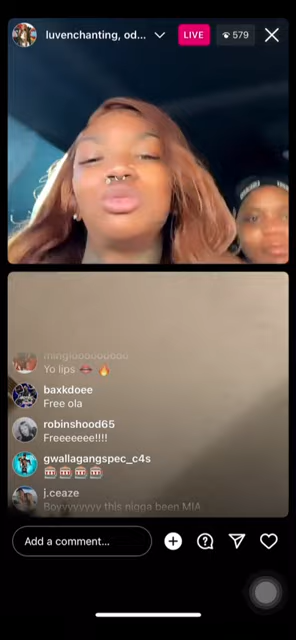 luvenchanting, od...
LIVE
579
Yo lips 👄 🔥
baxkdoee
Free ola
robinshood65
Freeeeeee!!!!
gwallagangspec_c4s
j.ceaze
Boyyyyyyy this nigga been MIA
Add a comment...